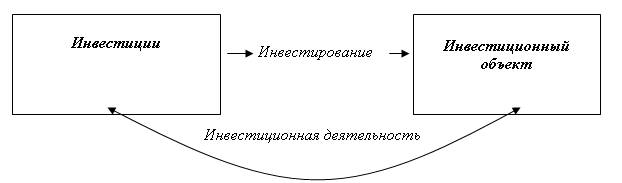 Инвестиции
Инвестирование
Инвестиционный
объект
Инвестиционная деятельность